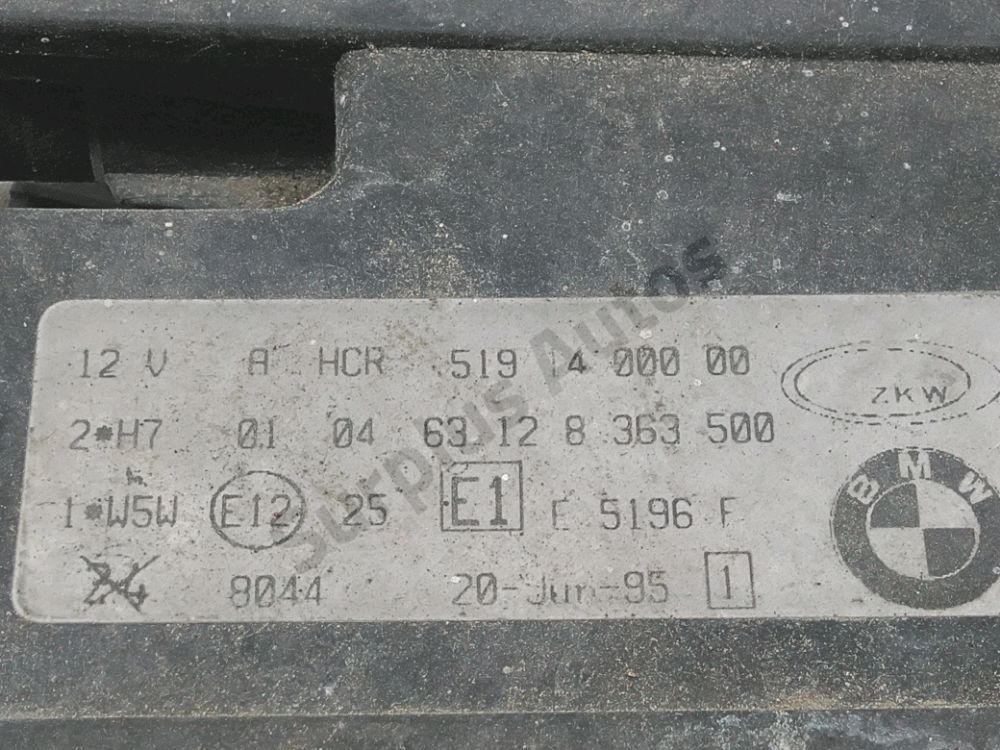 12 V A HCR 519 14 000 00
ZKW
2*H7 01 04 63.12 8 363 500
BMW
1*W5W E12 25 E1 E 5196 F
24 8044 20-Jun-95 1
Surplus Autos